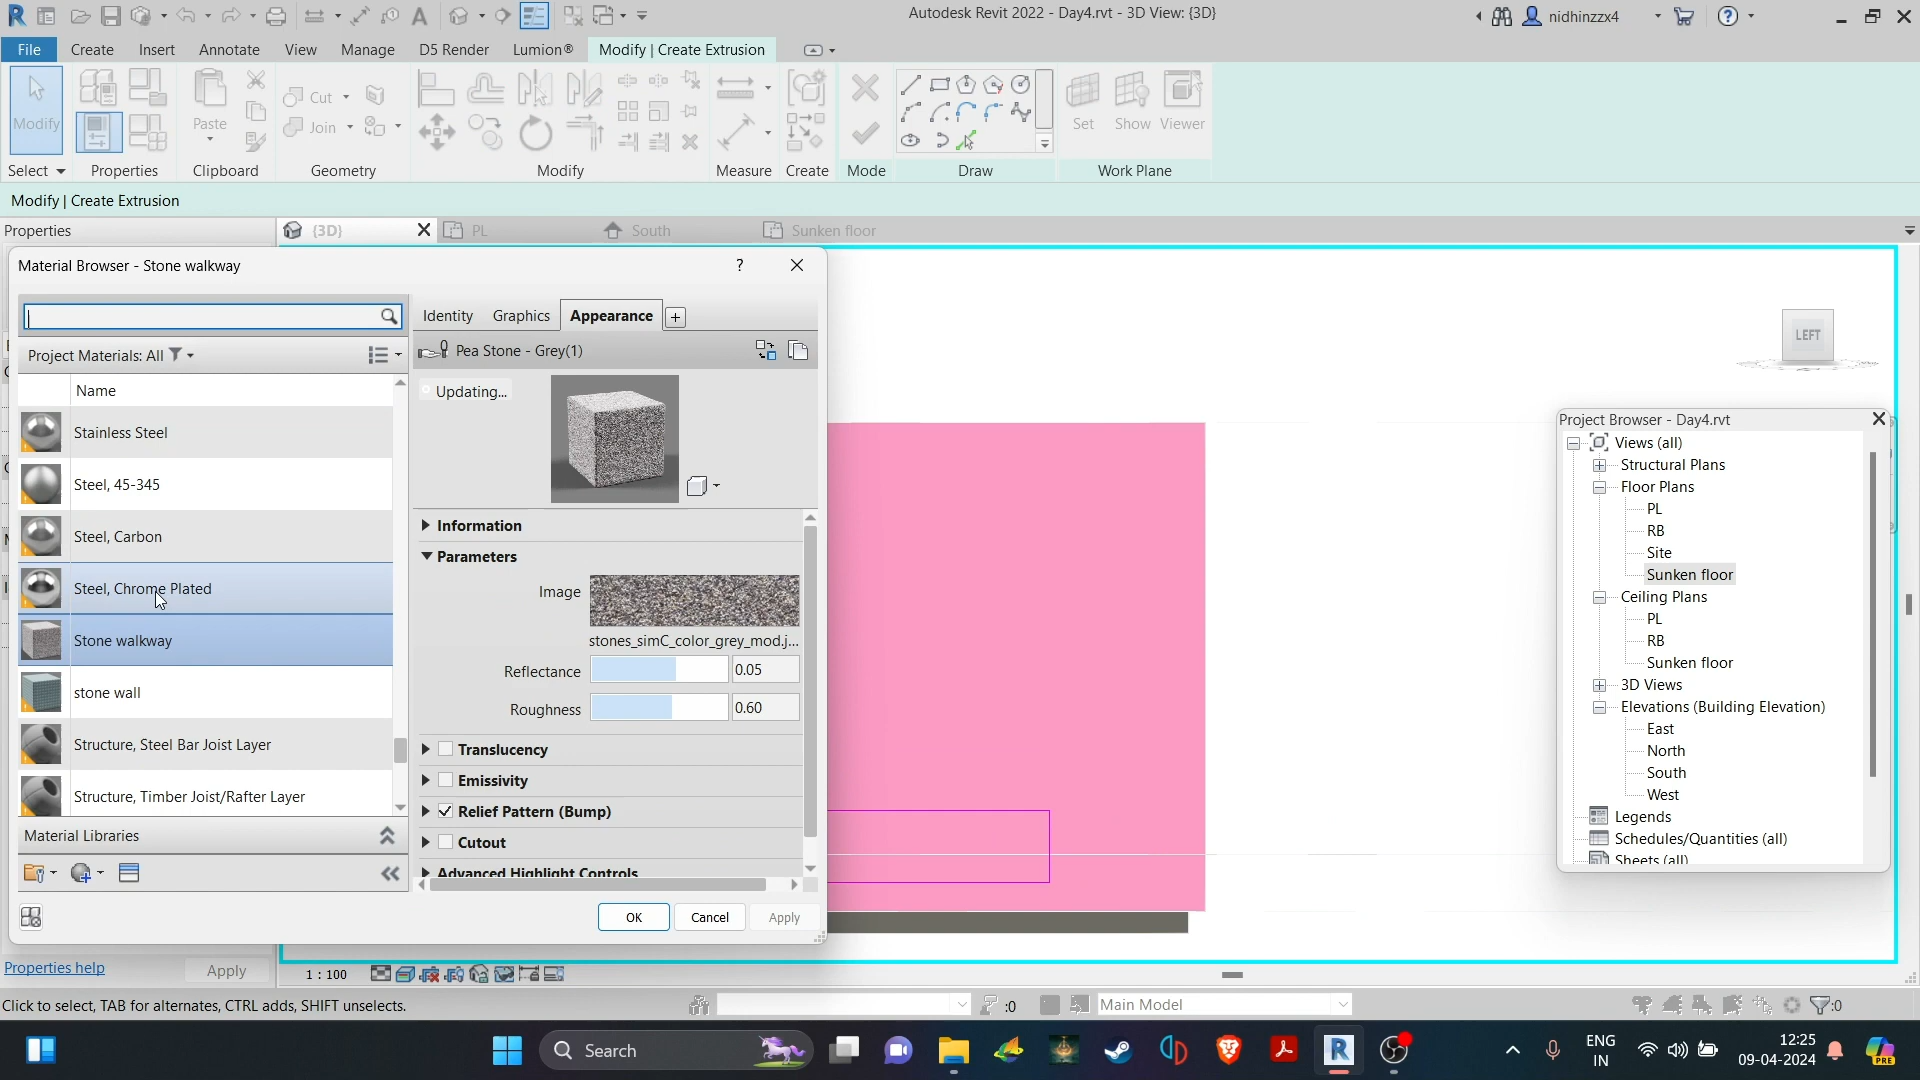 Autodesk Revit 2022 - Day4.rvt - 3D View: {3D}
nidhinzzx4
File
Create
Insert
Annotate
View
Manage
D5 Render
Lumion®
Modify | Create Extrusion
Modify
Paste
Cut
Join
Set
Show
Viewer
Select
Properties
Clipboard
Geometry
Modify
Measure
Create
Mode
Draw
Work Plane
Modify | Create Extrusion
Properties
{3D}
PL
South
Sunken floor
Material Browser - Stone walkway
?
Project Materials: All
Name
Stainless Steel
Steel, 45-345
Steel, Carbon
Steel, Chrome Plated
Stone walkway
stone wall
Structure, Steel Bar Joist Layer
Structure, Timber Joist/Rafter Layer
Material Libraries
Identity
Graphics
Appearance
Pea Stone - Grey(1)
Updating...
Information
Parameters
Image
stones_simC_color_grey_mod.j...
Reflectance
0.05
Roughness
0.60
Translucency
Emissivity
Relief Pattern (Bump)
Cutout
Advanced Highlight Controls
OK
Cancel
Apply
LEFT
Project Browser - Day4.rvt
Views (all)
Structural Plans
Floor Plans
PL
RB
Site
Sunken floor
Ceiling Plans
PL
RB
Sunken floor
3D Views
Elevations (Building Elevation)
East
North
South
West
Legends
Schedules/Quantities (all)
Sheets (all)
Properties help
Apply
1 : 100
Click to select, TAB for alternates, CTRL adds, SHIFT unselects.
:0
Main Model
:0
Search
ENG
IN
12:25
09-04-2024
PRE